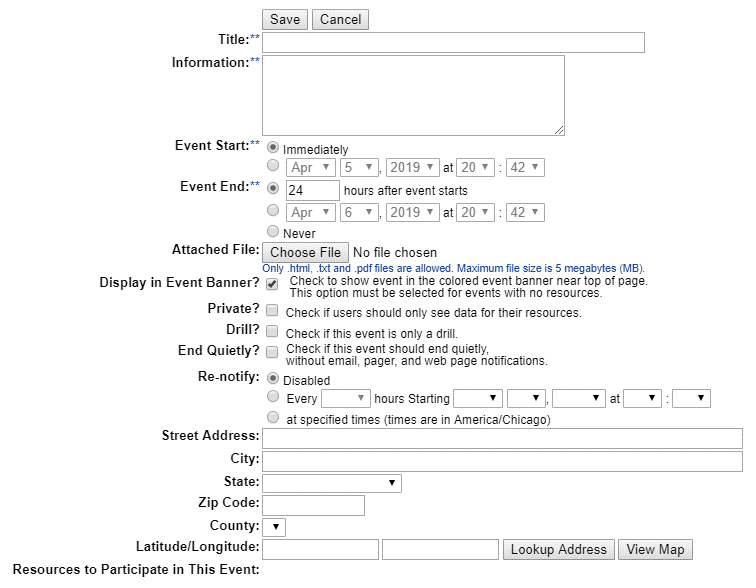 Save Cancel
Title:**
Information:**
Event Start:** Immediately
Apr 5 , 2019 at 20 : 42
Event End:** 24 hours after event starts
Apr 6 , 2019 at 20 : 42
Never
Attached File: Choose File No file chosen
Only .html, .txt and .pdf files are allowed. Maximum file size is 5 megabytes (MB).
Display in Event Banner? Check to show event in the colored event banner near top of page.
This option must be selected for events with no resources.
Private? Check if users should only see data for their resources.
Drill? Check if this event is only a drill.
End Quietly? Check if this event should end quietly,
without email, pager, and web page notifications.
Re-notify: Disabled
Every hours Starting , at :
at specified times (times are in America/Chicago)
Street Address:
City:
State:
Zip Code:
County:
Latitude/Longitude: Lookup Address View Map
Resources to Participate in This Event: